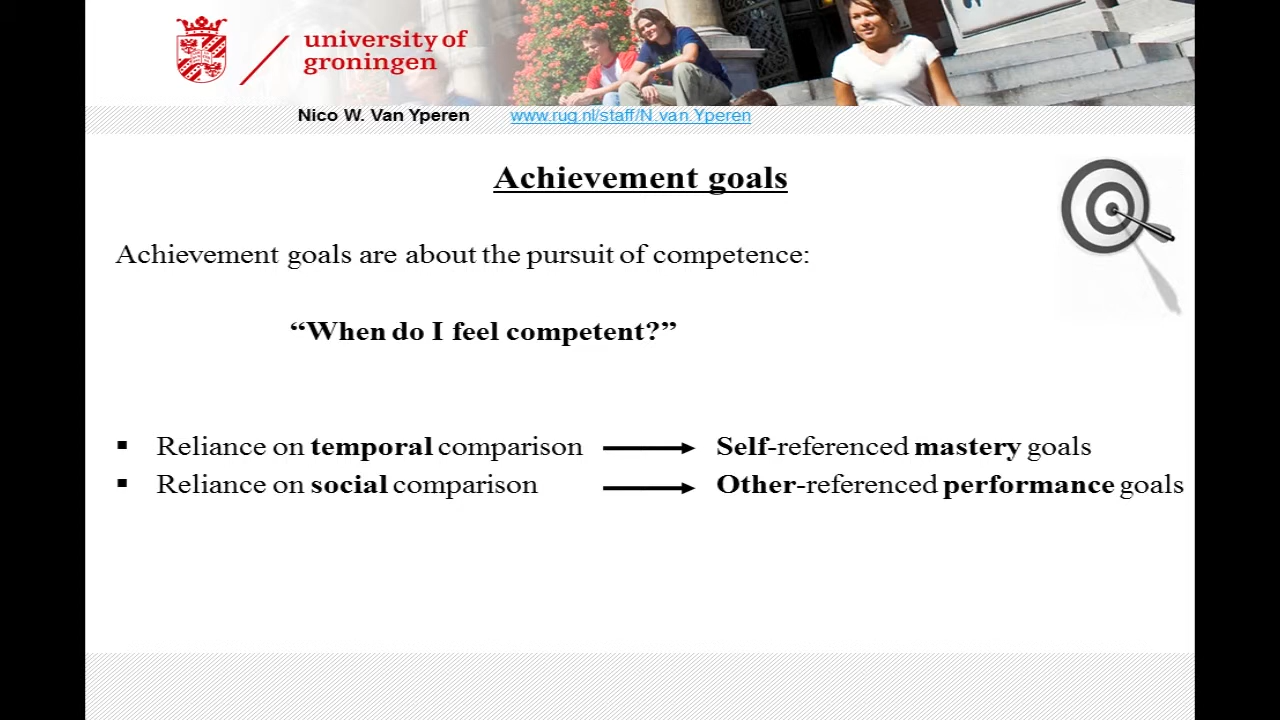 university of
groningen
Nico W. Van Yperen www.rug.nl/staff/N.van.Yperen
Achievement goals
Achievement goals are about the pursuit of competence:
“When do I feel competent?”
▪ Reliance on temporal comparison ⟶ Self-referenced mastery goals
▪ Reliance on social comparison ⟶ Other-referenced performance goals